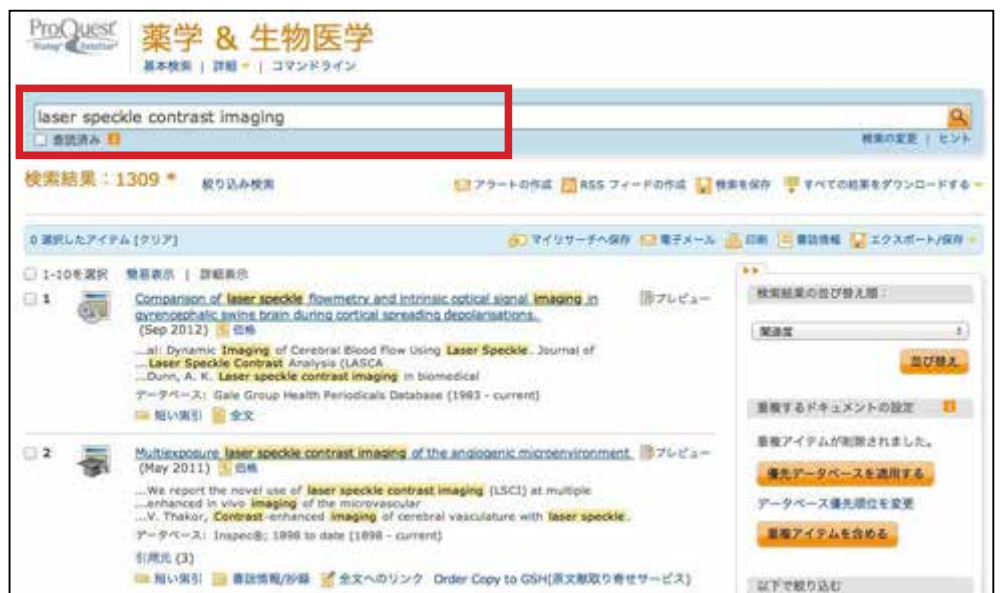 ProQuest
薬学 & 生物医学
基本検索 | 詳細 | コマンドライン
laser speckle contrast imaging
査読済み
検索の変更 | ヒント
検索結果：1309 * 絞り込み検索
アラートの作成 RSS フィードの作成 検索を保存 すべての結果をダウンロードする
0 選択したアイテム [クリア]
マイリサーチへ保存 電子メール 印刷 書誌情報 エクスポート/保存
1-10を選択 簡易表示 | 詳細表示
1 Comparison of laser speckle flowmetry and intrinsic optical signal imaging in プレビュー
gyrencephalic swine brain during cortical spreading depolarisations.
(Sep 2012) 価格
...al: Dynamic Imaging of Cerebral Blood Flow Using Laser Speckle. Journal of
...Laser Speckle Contrast Analysis (LASCA
...Dunn, A. K. Laser speckle contrast imaging in biomedical
データベース: Gale Group Health Periodicals Database (1983 - current)
短い索引 全文
2 Multiexposure laser speckle contrast imaging of the angiogenic microenvironment. プレビュー
(May 2011) 価格
...We report the novel use of laser speckle contrast imaging (LSCI) at multiple
...enhanced in vivo imaging of the microvascular
...V. Thakor, Contrast-enhanced imaging of cerebral vasculature with laser speckle.
データベース: Inspec®; 1898 to date (1898 - current)
引用元 (3)
短い索引 書誌情報/抄録 全文へのリンク Order Copy to GSH(原文献取り寄せサービス)
検索結果の並び替え順：
関連度
並び替え
重複するドキュメントの設定
重複アイテムが削除されました。
優先データベースを適用する
データベース優先順位を変更
重複アイテムを含める
以下で絞り込む